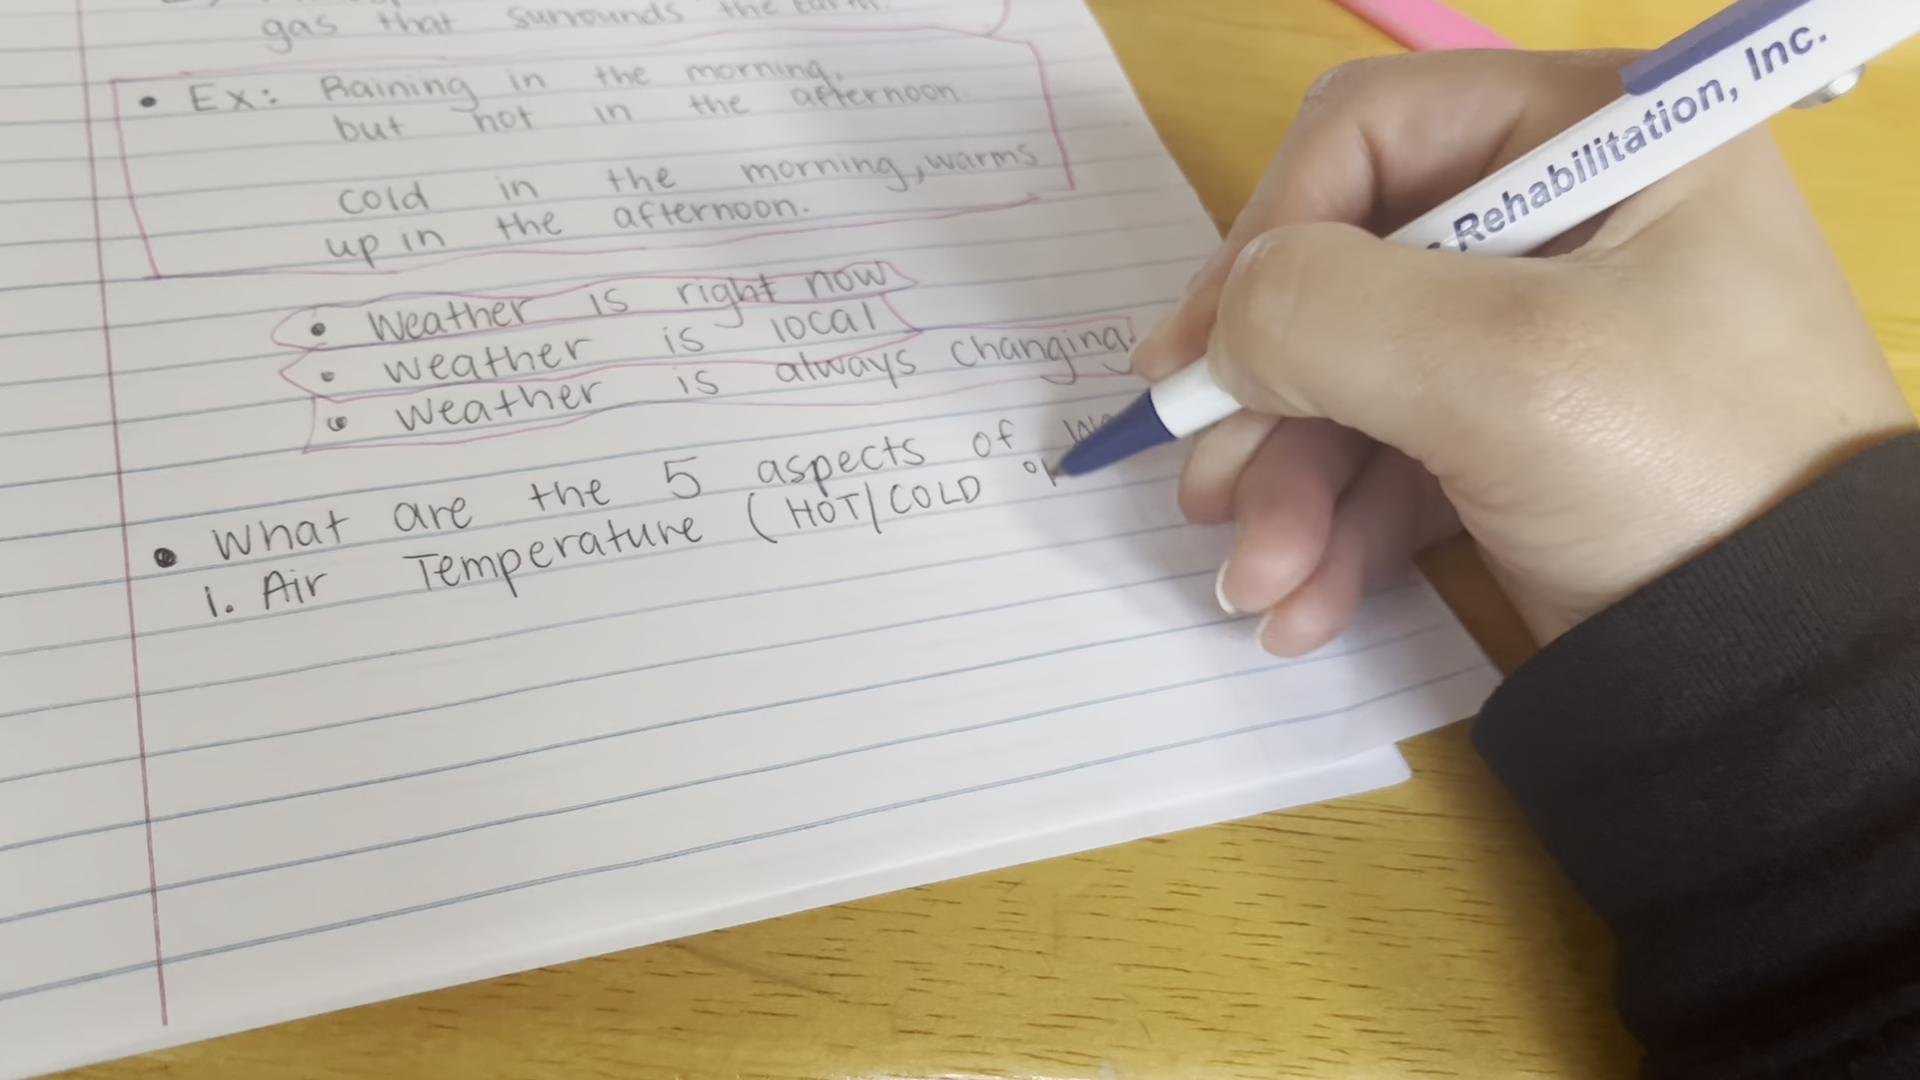 gas that surrounds the Earth.
• Ex: Raining in the morning,
but not in the afternoon.
cold in the morning, warms
up in the afternoon.
• Weather is right now
• weather is local
• weather is always changing.
• What are the 5 aspects of
1. Air Temperature (HOT/COLD
Rehabilitation, Inc.